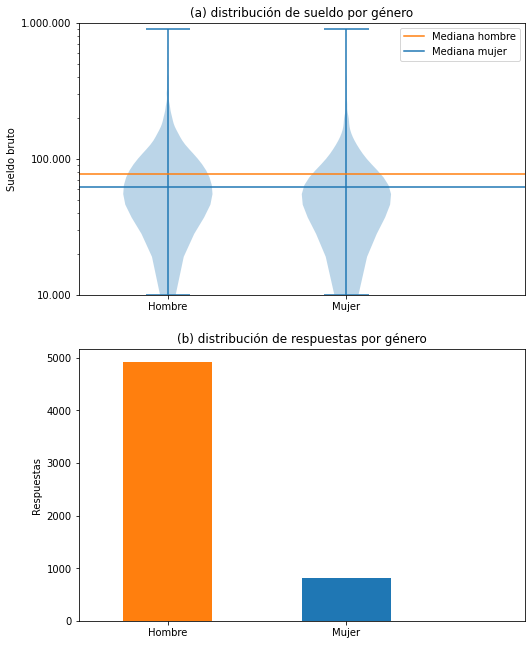 (a) distribución de sueldo por género
Sueldo bruto
1.000.000
100.000
10.000
Mediana hombre
Mediana mujer
Hombre
Mujer
(b) distribución de respuestas por género
Respuestas
5000
4000
3000
2000
1000
0
Hombre
Mujer